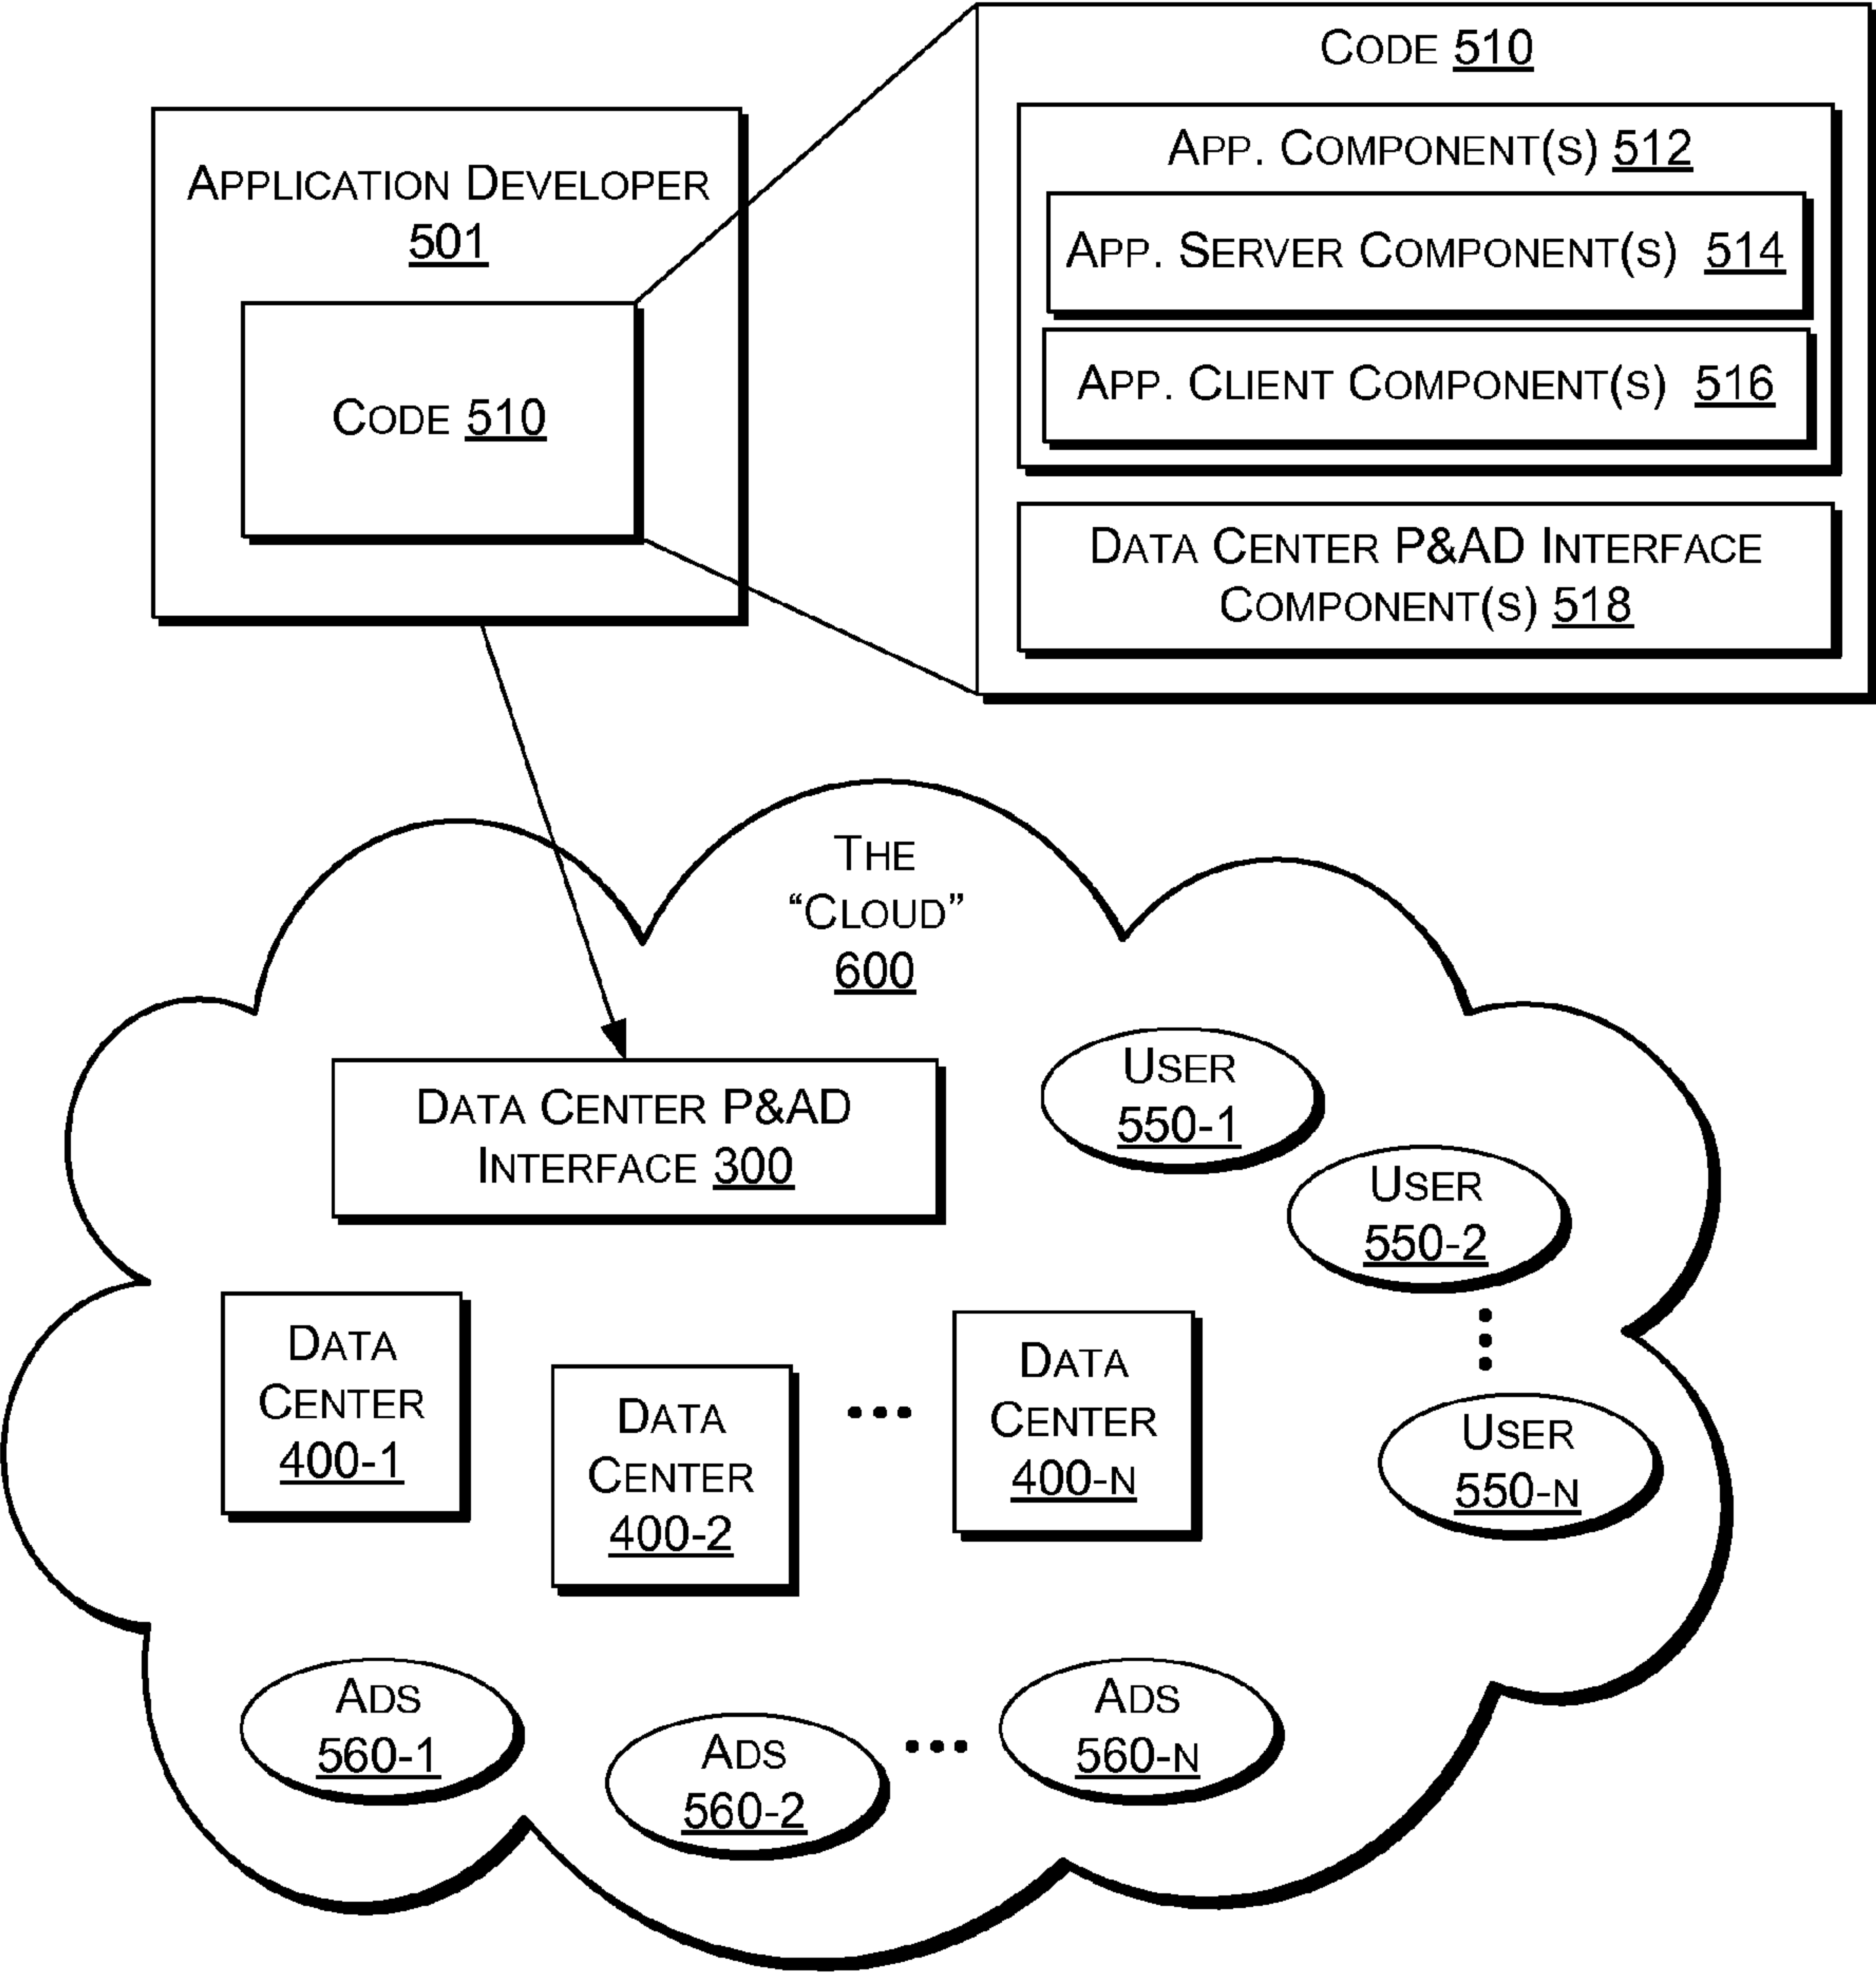 Application Developer
501
Code 510
Code 510
App. Component(s) 512
App. Server Component(s) 514
App. Client Component(s) 516
Data Center P&AD Interface
Component(s) 518
The
“Cloud”
600
Data Center P&AD
Interface 300
User
550-1
User
550-2
User
550-N
Data
Center
400-1
Data
Center
400-2
...
Data
Center
400-N
Ads
560-1
Ads
560-2
...
Ads
560-N